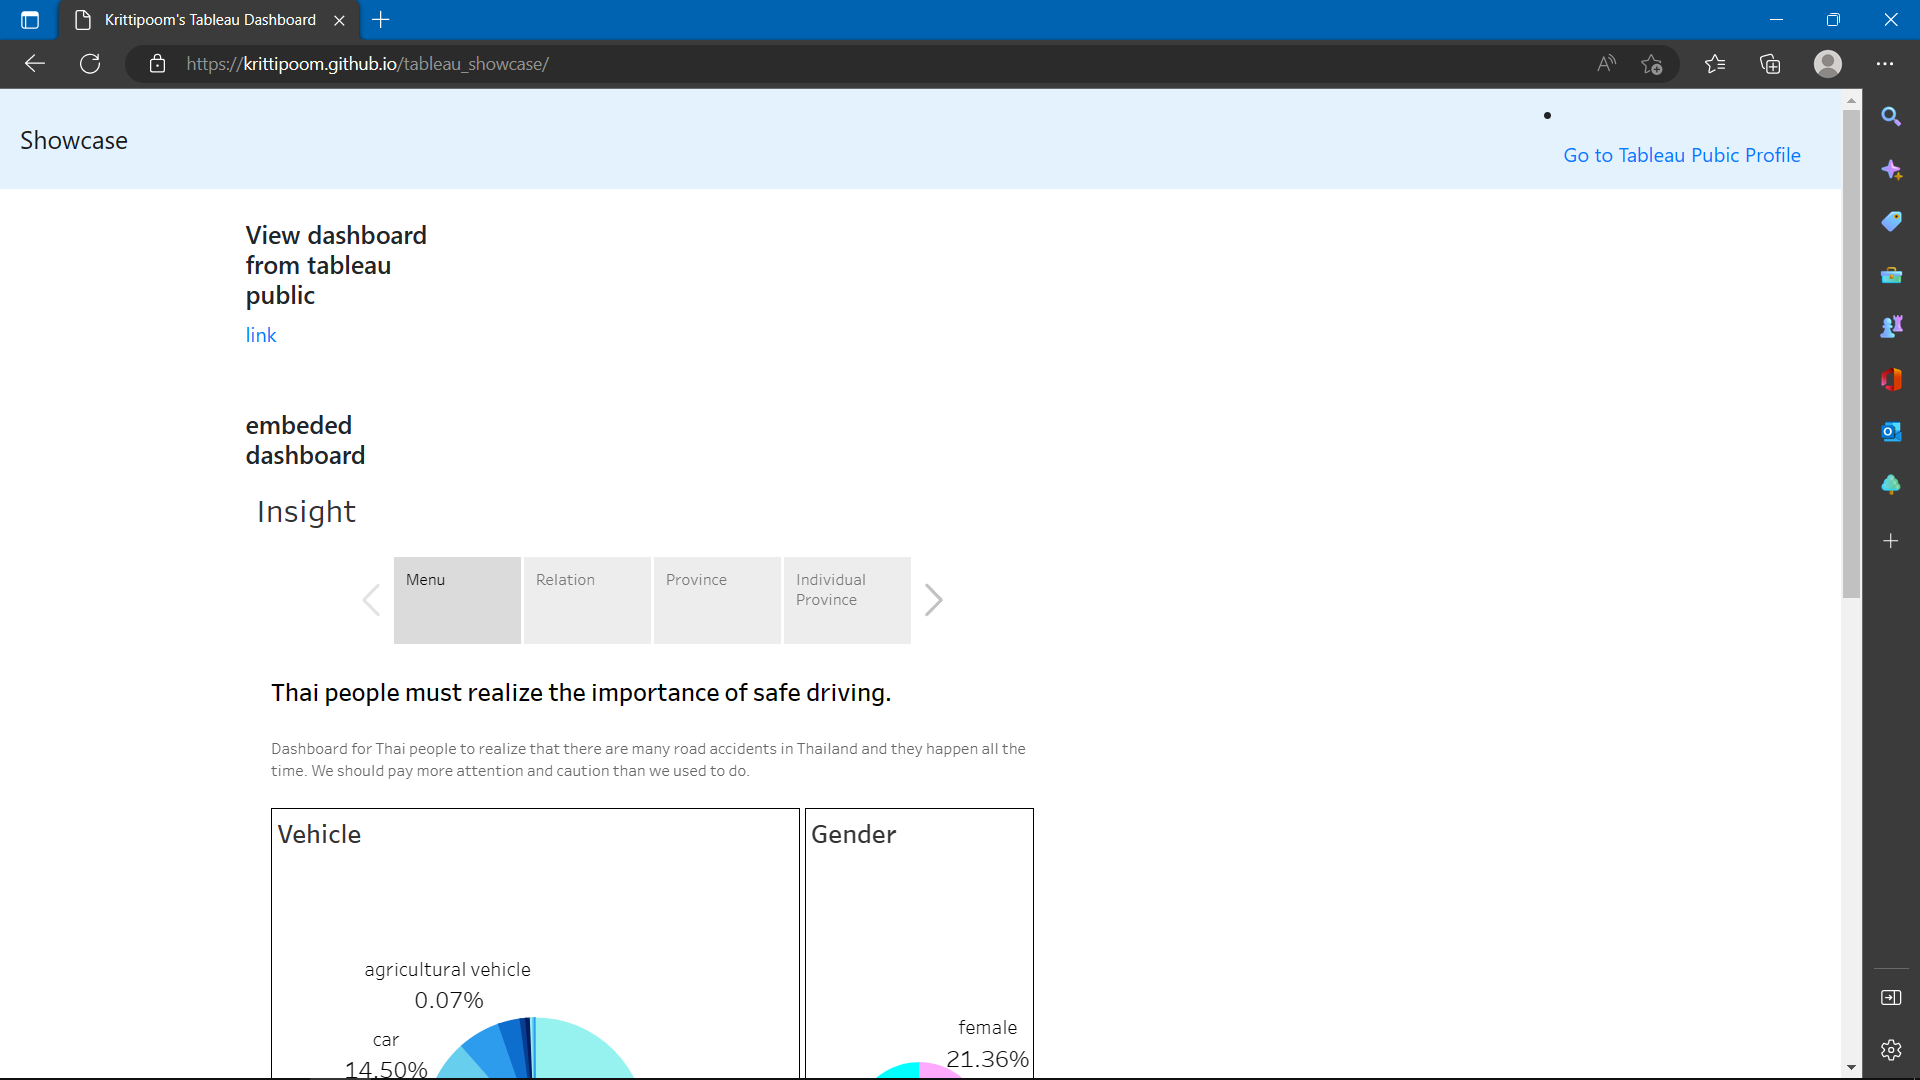 Krittipoom's Tableau Dashboard
https://krittipoom.github.io/tableau_showcase/
Showcase
Go to Tableau Pubic Profile
View dashboard
from tableau
public
link
embeded
dashboard
Insight
Menu
Relation
Province
Individual
Province
Thai people must realize the importance of safe driving.
Dashboard for Thai people to realize that there are many road accidents in Thailand and they happen all the
time. We should pay more attention and caution than we used to do.
Vehicle
Gender
agricultural vehicle
0.07%
car
14.50%
female
21.36%